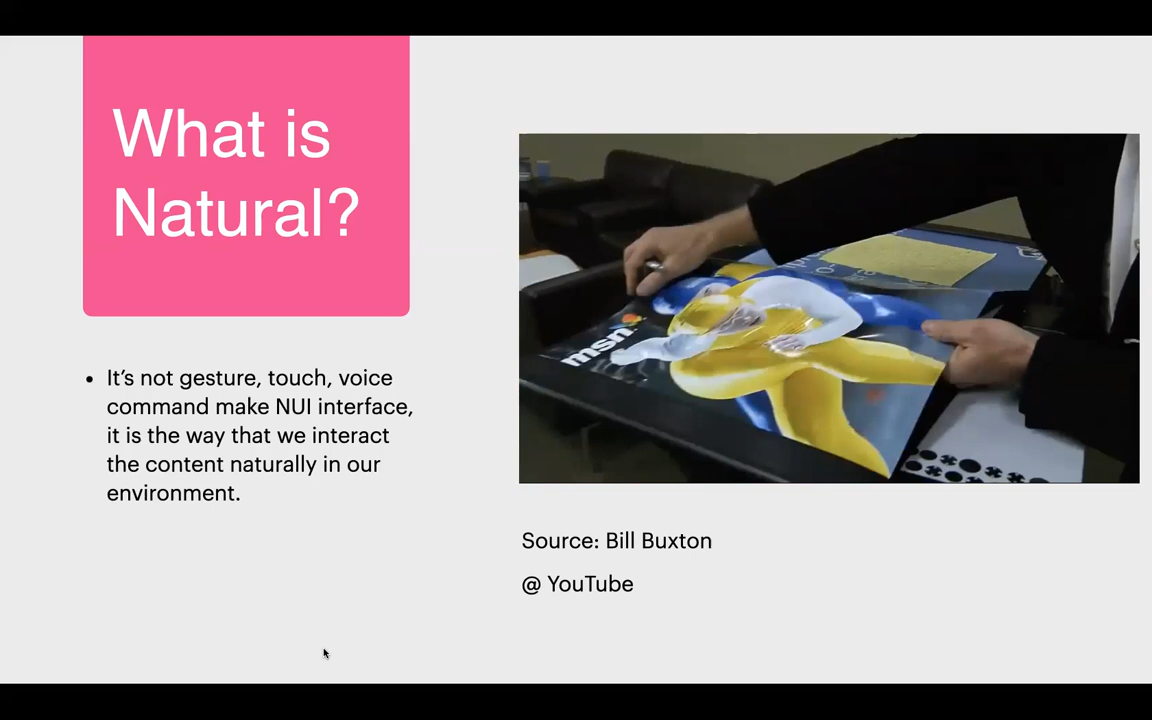 What is
Natural?
• It’s not gesture, touch, voice
command make NUI interface,
it is the way that we interact
the content naturally in our
environment.
msn
Source: Bill Buxton
@ YouTube